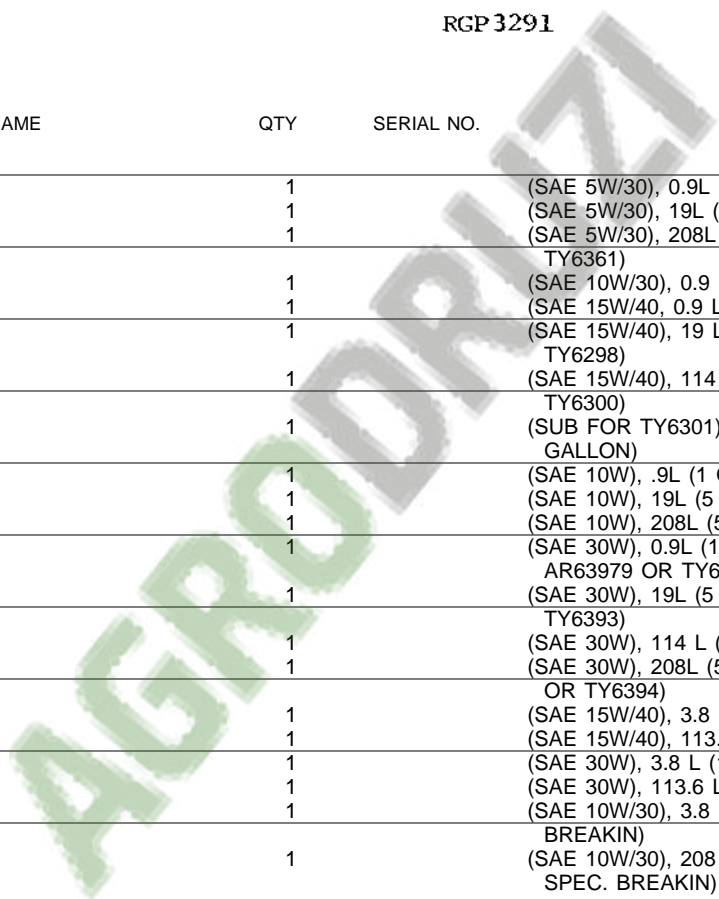 RGP3291
AME QTY SERIAL NO.
1 (SAE 5W/30), 0.9L
1 (SAE 5W/30), 19L (
1 (SAE 5W/30), 208L
TY6361)
1 (SAE 10W/30), 0.9
1 (SAE 15W/40, 0.9 L
1 (SAE 15W/40), 19 L
TY6298)
1 (SAE 15W/40), 114
TY6300)
1 (SUB FOR TY6301)
GALLON)
1 (SAE 10W), .9L (1
1 (SAE 10W), 19L (5
1 (SAE 10W), 208L (5
1 (SAE 30W), 0.9L (1
AR63979 OR TY6
1 (SAE 30W), 19L (5
TY6393)
1 (SAE 30W), 114 L (
1 (SAE 30W), 208L (5
OR TY6394)
1 (SAE 15W/40), 3.8
1 (SAE 15W/40), 113.
1 (SAE 30W), 3.8 L (
1 (SAE 30W), 113.6 L
1 (SAE 10W/30), 3.8
BREAKIN)
1 (SAE 10W/30), 208
SPEC. BREAKIN)
AGRODRUZI